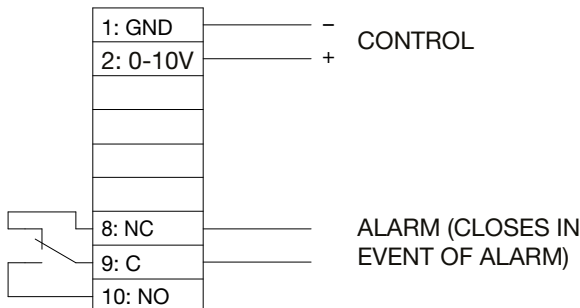 1: GND
–
2: 0-10V
+
CONTROL
8: NC
9: C
10: NO
ALARM (CLOSES IN
EVENT OF ALARM)